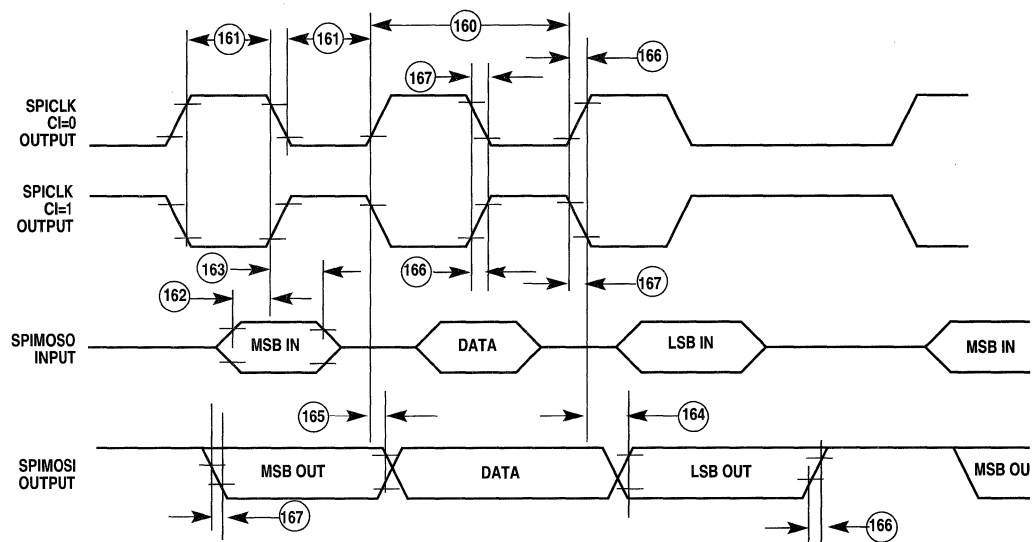 161
161
160
166
167
SPICLK
CI=0
OUTPUT
SPICLK
CI=1
OUTPUT
163
166
167
162
SPIMOSO
INPUT
MSB IN
DATA
LSB IN
MSB IN
165
164
SPIMOSI
OUTPUT
MSB OUT
DATA
LSB OUT
MSB OU
167
166